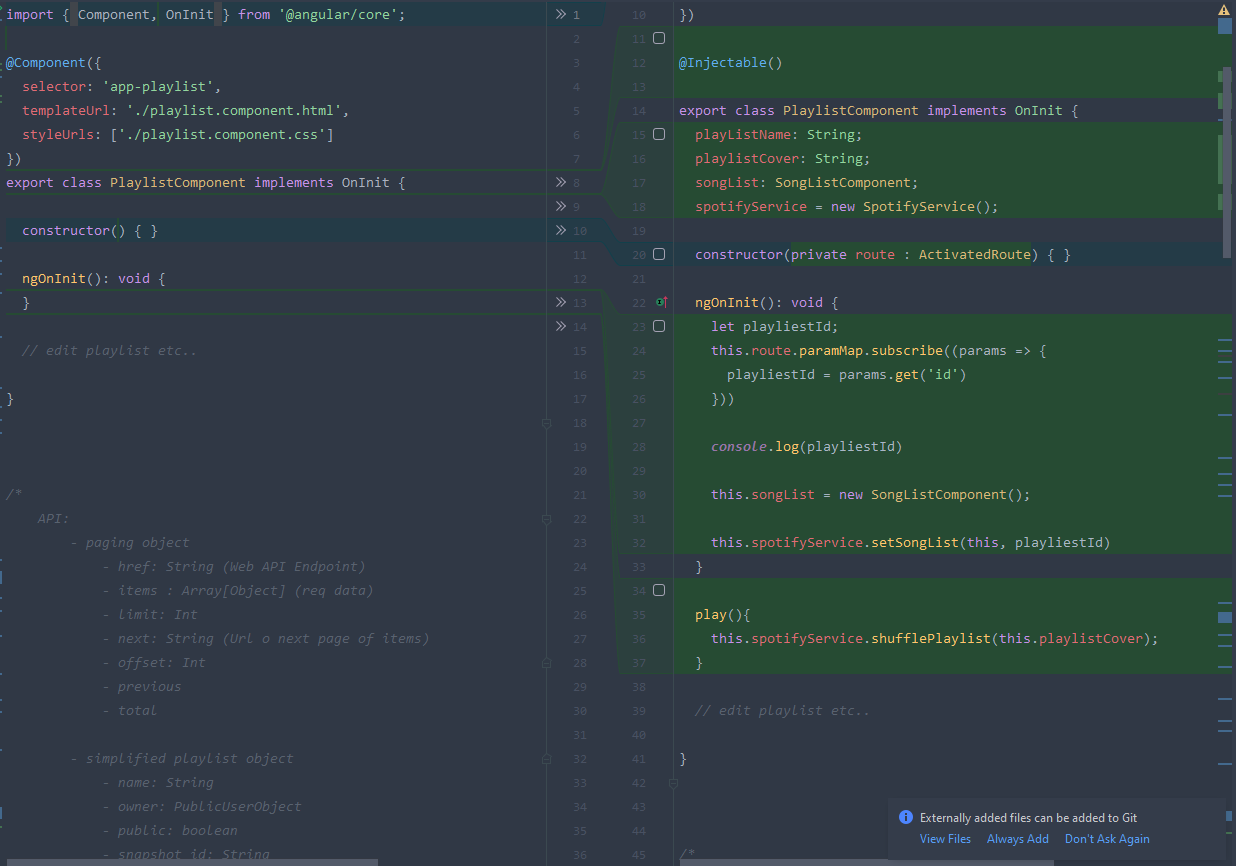 import { Component, OnInit } from '@angular/core';
1
2
@Component({
3
selector: 'app-playlist',
4
templateUrl: './playlist.component.html',
5
styleUrls: ['./playlist.component.css']
6
})
7
export class PlaylistComponent implements OnInit {
8
9
constructor() { }
10
11
ngOnInit(): void {
12
}
13
14
// edit playlist etc..
15
16
}
17
18
19
20
/*
21
API:
22
- paging object
23
- href: String (Web API Endpoint)
24
- items : Array[Object] (req data)
25
- limit: Int
26
- next: String (Url o next page of items)
27
- offset: Int
28
- previous
29
- total
30
31
- simplified playlist object
32
- name: String
33
- owner: PublicUserObject
34
- public: boolean
35
- snapshot id: String
36
10 })
11
12 @Injectable()
13
14 export class PlaylistComponent implements OnInit {
15 playListName: String;
16 playlistCover: String;
17 songList: SongListComponent;
18 spotifyService = new SpotifyService();
19
20 constructor(private route : ActivatedRoute) { }
21
22 ngOnInit(): void {
23 let playliestId;
24 this.route.paramMap.subscribe((params => {
25 playliestId = params.get('id')
26 }))
27
28 console.log(playliestId)
29
30 this.songList = new SongListComponent();
31
32 this.spotifyService.setSongList(this, playliestId)
33 }
34
35 play(){
36 this.spotifyService.shufflePlaylist(this.playlistCover);
37 }
38
39 // edit playlist etc..
40
41 }
42
43
44
45 /*
Externally added files can be added to Git
View Files Always Add Don't Ask Again